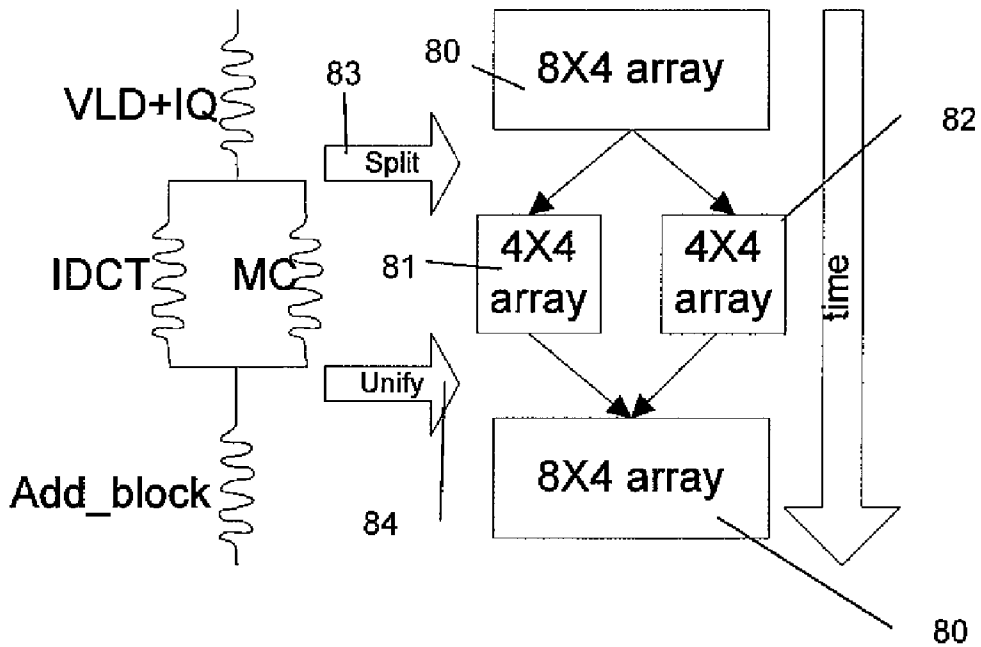 80
8X4 array
83
VLD+IQ
82
Split
IDCT
MC
81
4X4
array
4X4
array
time
Unify
Add_block
84
8X4 array
80